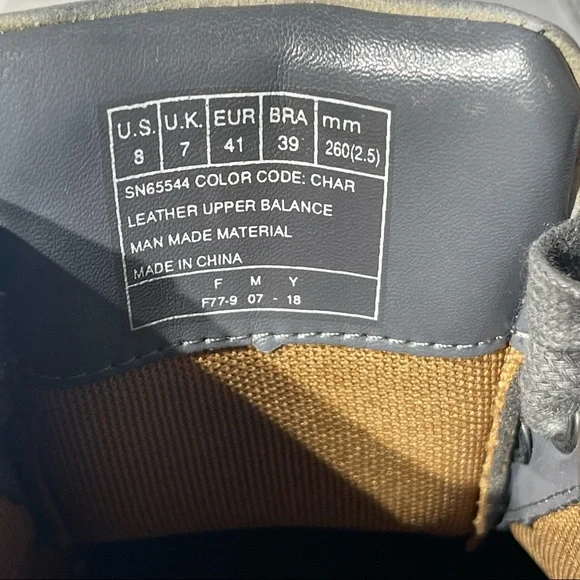 U.S. U.K. EUR BRA mm
8 7 41 39 260(2.5)
SN65544 COLOR CODE: CHAR
LEATHER UPPER BALANCE
MAN MADE MATERIAL
MADE IN CHINA
F M Y
F77-9 07 - 18